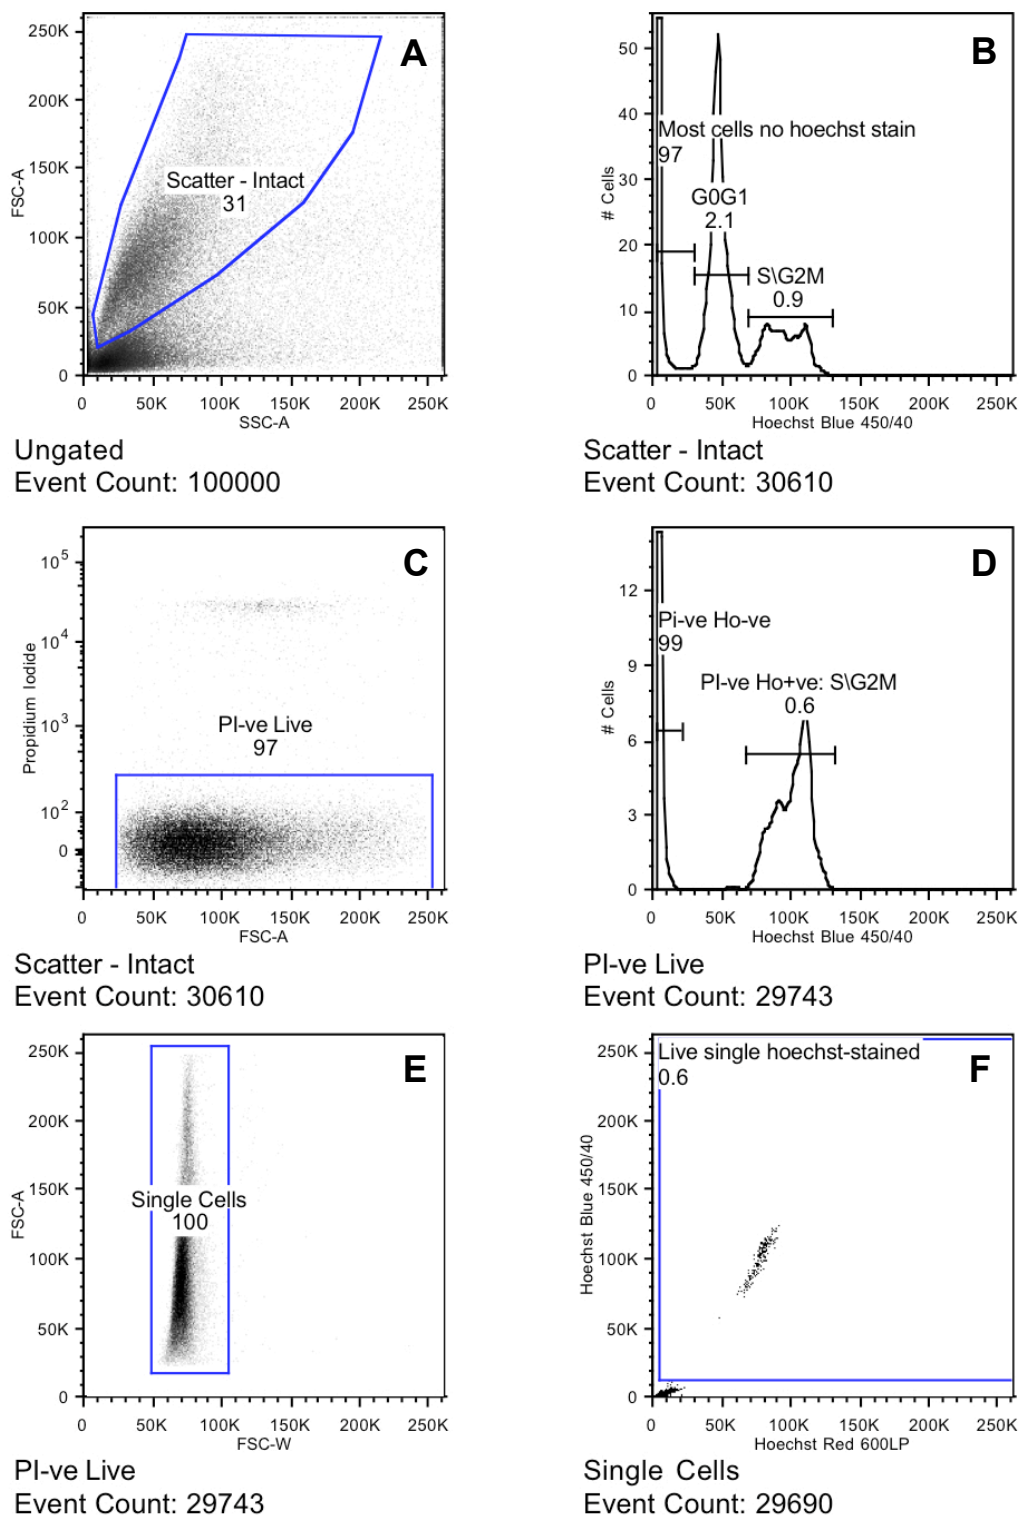 A
250K
200K
150K
100K
50K
0
FSC-A
Scatter - Intact
31
0 50K 100K 150K 200K 250K
SSC-A
Ungated
Event Count: 100000
B
50
40
30
20
10
0
# Cells
Most cells no hoechst stain
97
G0G1
2.1
S\G2M
0.9
0 50K 100K 150K 200K 250K
Hoechst Blue 450/40
Scatter - Intact
Event Count: 30610
C
10^5
10^4
10^3
10^2
0
Propidium Iodide
PI-ve Live
97
0 50K 100K 150K 200K 250K
FSC-A
Scatter - Intact
Event Count: 30610
D
12
9
6
3
0
# Cells
Pi-ve Ho-ve
99
PI-ve Ho+ve: S\G2M
0.6
0 50K 100K 150K 200K 250K
Hoechst Blue 450/40
PI-ve Live
Event Count: 29743
E
250K
200K
150K
100K
50K
0
FSC-A
Single Cells
100
0 50K 100K 150K 200K 250K
FSC-W
PI-ve Live
Event Count: 29743
F
250K
200K
150K
100K
50K
0
Hoechst Blue 450/40
Live single hoechst-stained
0.6
0 50K 100K 150K 200K 250K
Hoechst Red 600LP
Single Cells
Event Count: 29690